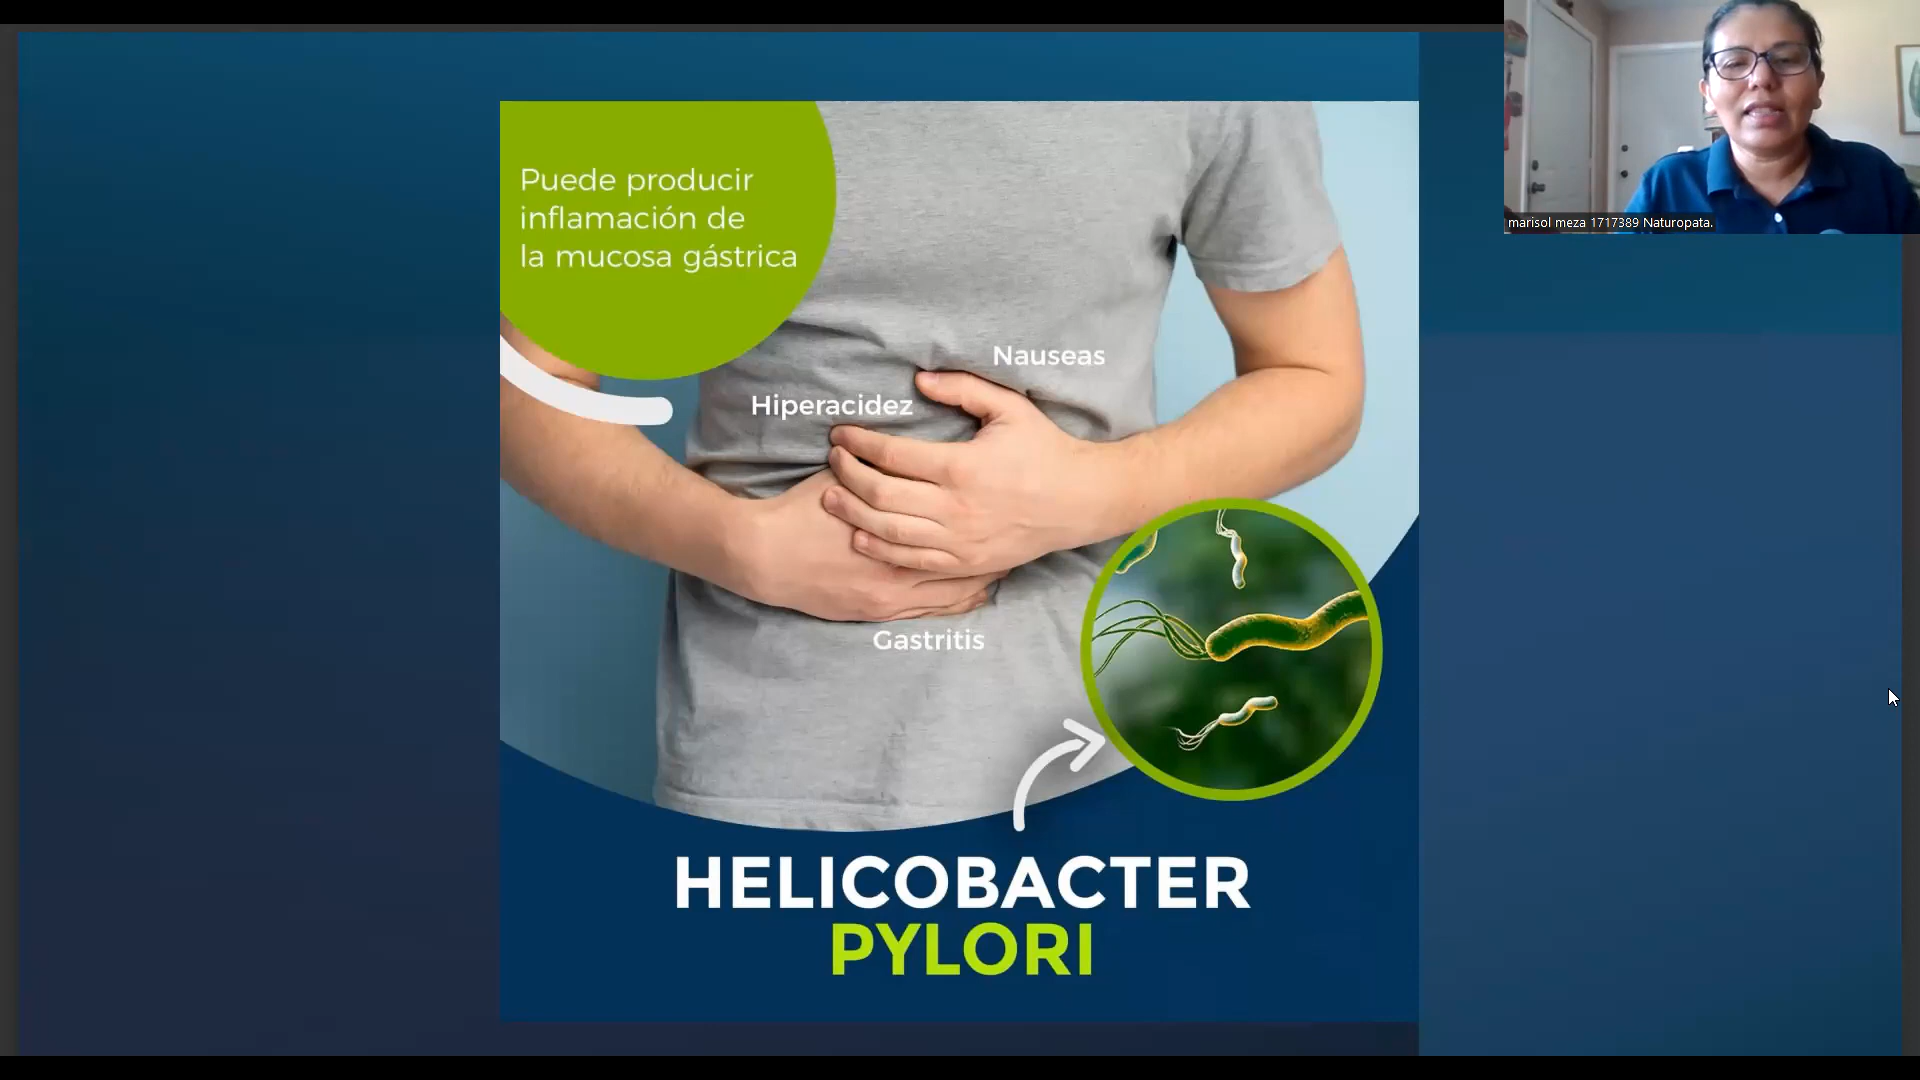 Puede producir
inflamación de
la mucosa gástrica
Nauseas
Hiperacidez
Gastritis
HELICOBACTER
PYLORI
marisol meza 1717389 Naturopata.